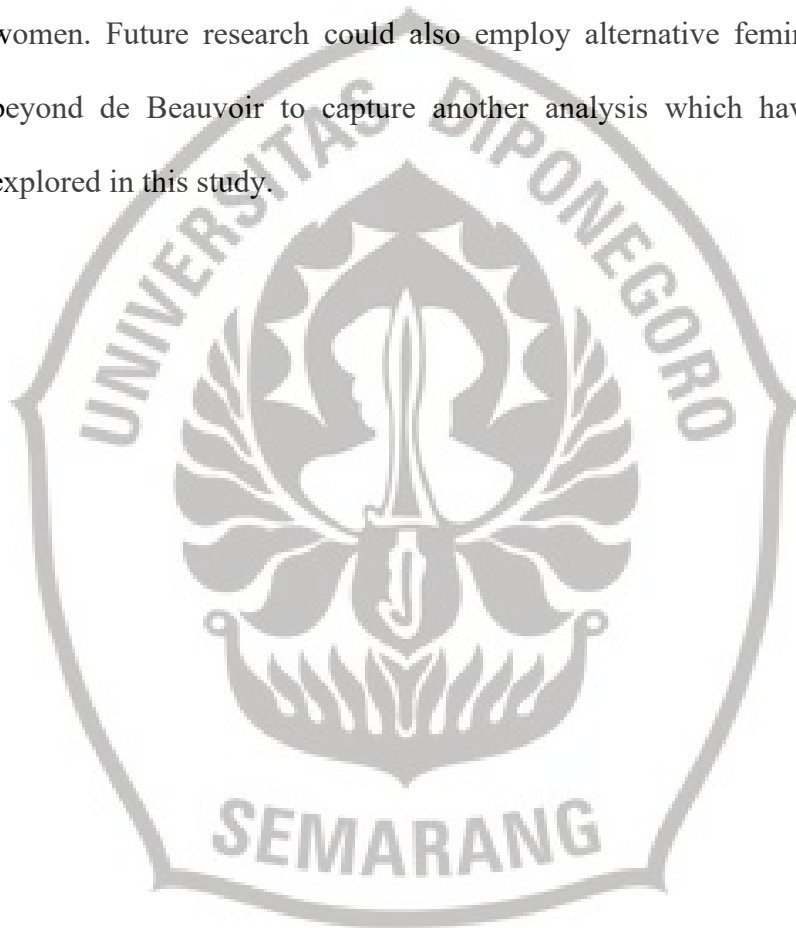 women. Future research could also employ alternative femin
beyond de Beauvoir to capture another analysis which hav
explored in this study.
UNIVERSITAS DIPONEGORO
SEMARANG